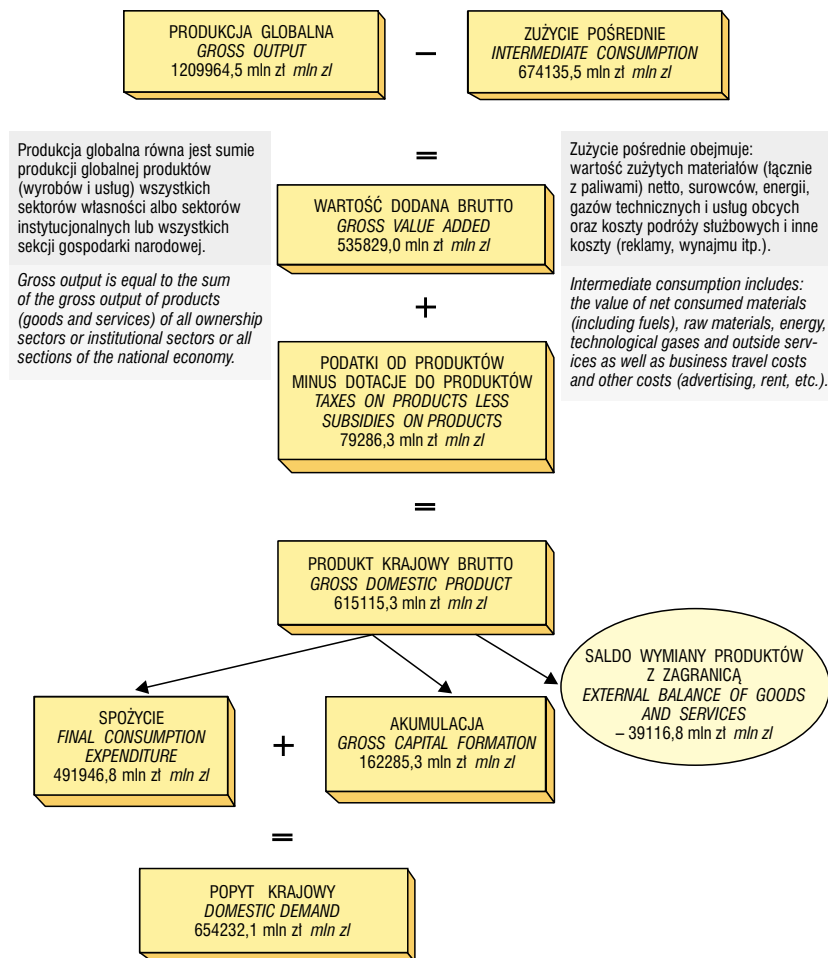 PRODUKCJA GLOBALNA
GROSS OUTPUT
1209964,5 mln zł mln zl
–
ZUŻYCIE POŚREDNIE
INTERMEDIATE CONSUMPTION
674135,5 mln zł mln zl
=
Produkcja globalna równa jest sumie
produkcji globalnej produktów
(wyrobów i usług) wszystkich
sektorów własności albo sektorów
instytucjonalnych lub wszystkich
sekcji gospodarki narodowej.
Gross output is equal to the sum
of the gross output of products
(goods and services) of all ownership
sectors or institutional sectors or all
sections of the national economy.
WARTOŚĆ DODANA BRUTTO
GROSS VALUE ADDED
535829,0 mln zł mln zl
Zużycie pośrednie obejmuje:
wartość zużytych materiałów (łącznie
z paliwami) netto, surowców, energii,
gazów technicznych i usług obcych
oraz koszty podróży służbowych i inne
koszty (reklamy, wynajmu itp.).
Intermediate consumption includes:
the value of net consumed materials
(including fuels), raw materials, energy,
technological gases and outside serv-
ices as well as business travel costs
and other costs (advertising, rent, etc.).
+
PODATKI OD PRODUKTÓW
MINUS DOTACJE DO PRODUKTÓW
TAXES ON PRODUCTS LESS
SUBSIDIES ON PRODUCTS
79286,3 mln zł mln zl
=
PRODUKT KRAJOWY BRUTTO
GROSS DOMESTIC PRODUCT
615115,3 mln zł mln zl
SALDO WYMIANY PRODUKTÓW
Z ZAGRANICĄ
EXTERNAL BALANCE OF GOODS
AND SERVICES
– 39116,8 mln zł mln zl
SPOŻYCIE
FINAL CONSUMPTION
EXPENDITURE
491946,8 mln zł mln zl
+
AKUMULACJA
GROSS CAPITAL FORMATION
162285,3 mln zł mln zl
=
POPYT KRAJOWY
DOMESTIC DEMAND
654232,1 mln zł mln zl